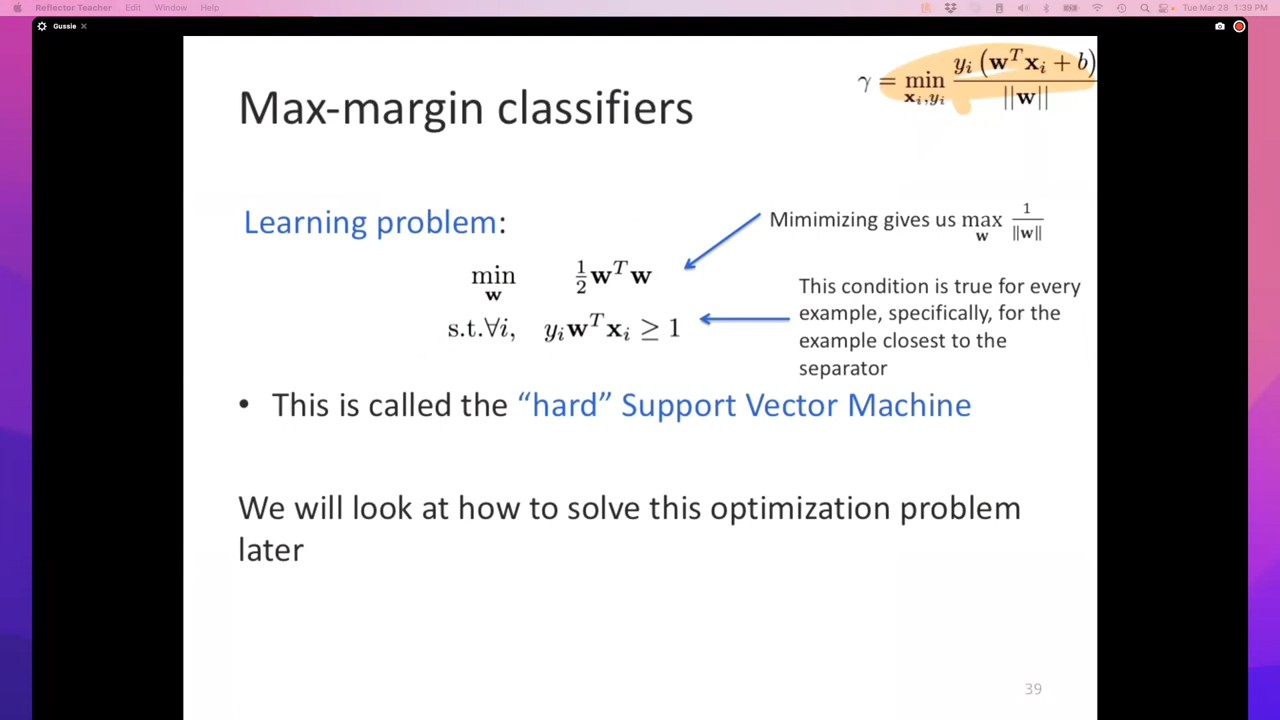 Reflector Teacher Edit Window Help Tue Mar 28 1:39 PM
Gussie ×
γ = min_{𝐱ᵢ,yᵢ} yᵢ (𝐰ᵀ𝐱ᵢ + b) / ||𝐰||
Max-margin classifiers
Learning problem:
Mimimizing gives us max_𝐰 1/||𝐰||
min_𝐰 ½𝐰ᵀ𝐰
s.t.∀i, yᵢ𝐰ᵀ𝐱ᵢ ≥ 1
This condition is true for every
example, specifically, for the
example closest to the
separator
• This is called the “hard” Support Vector Machine
We will look at how to solve this optimization problem
later
39